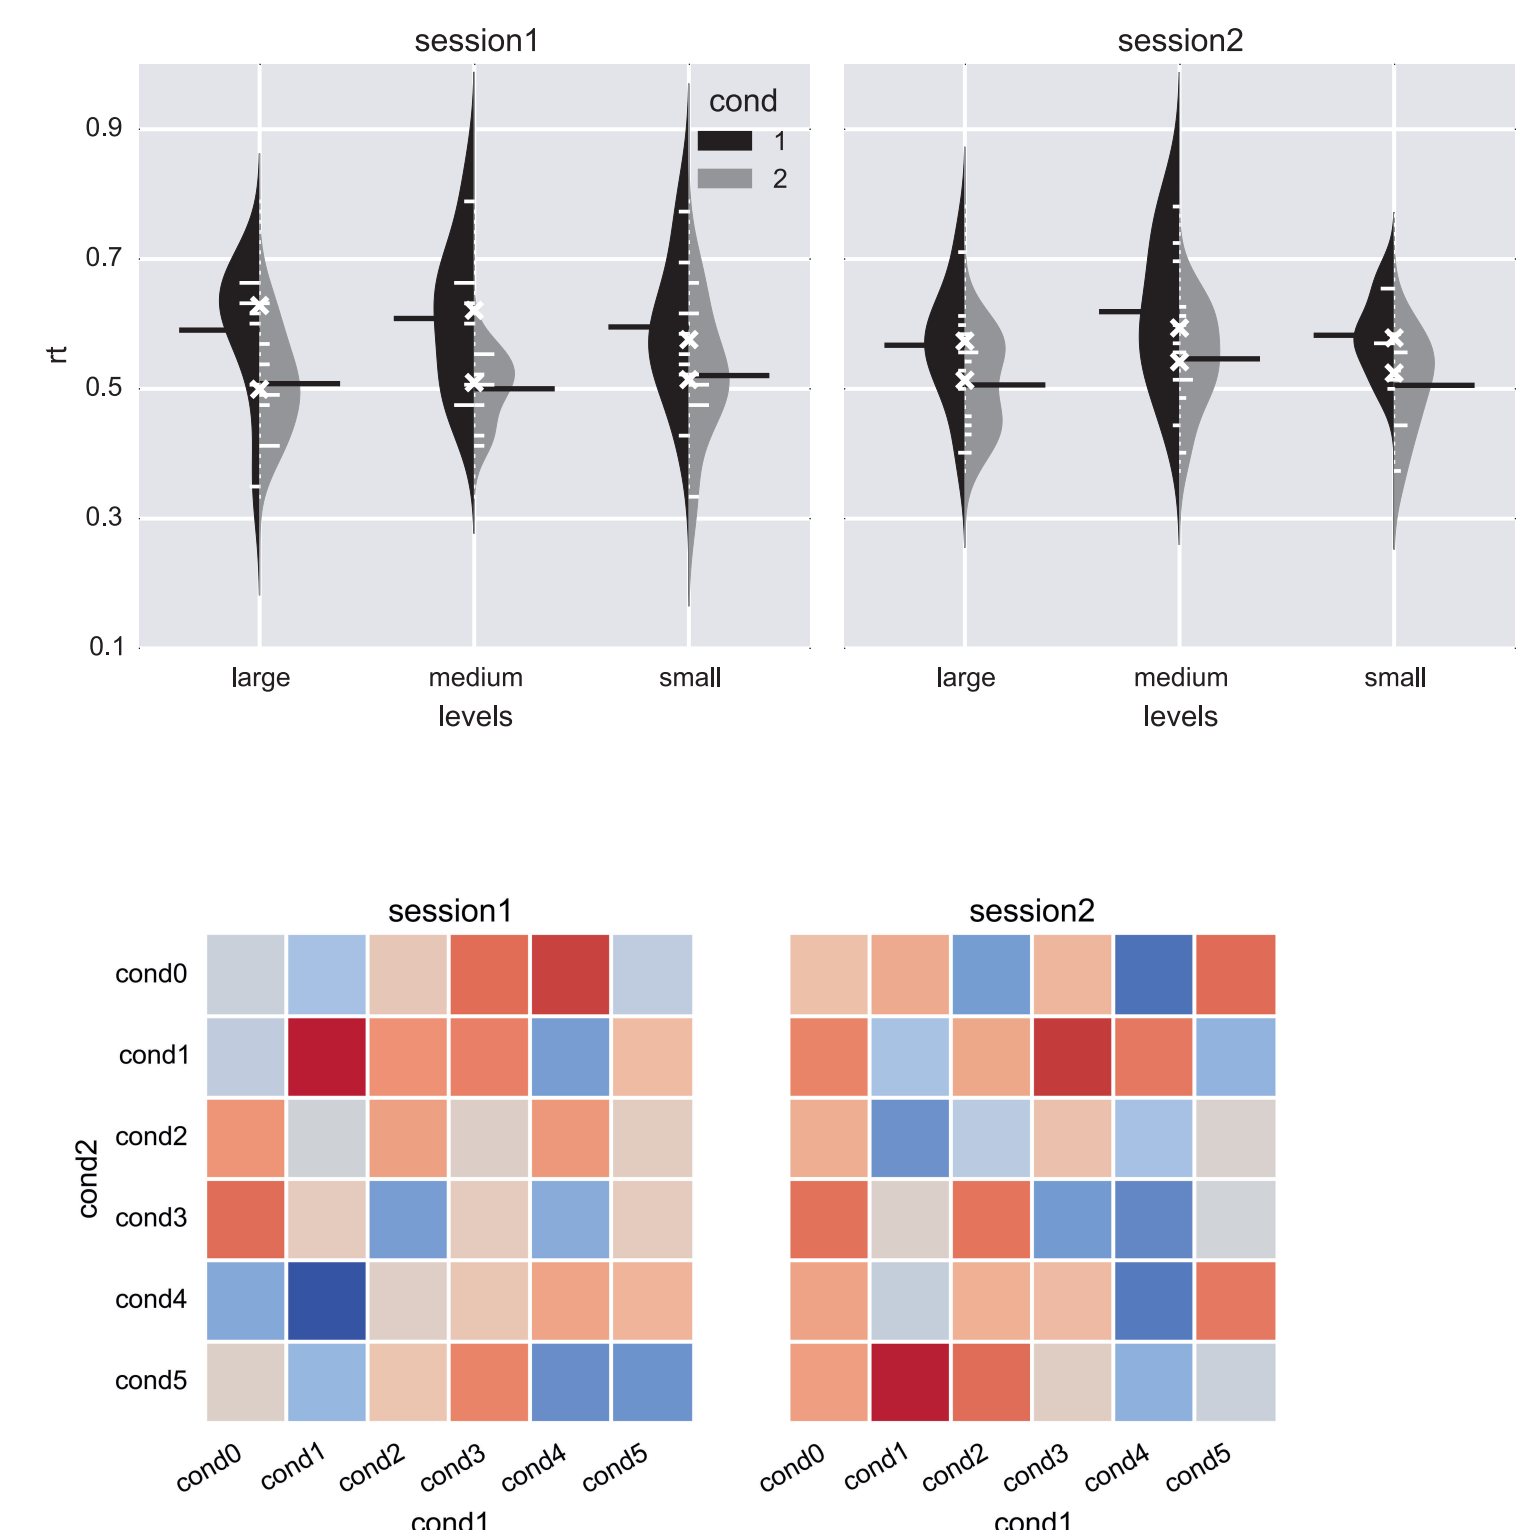 session1 session2
cond
1
2
0.9
0.7
0.5
0.3
0.1
rt
large medium small large medium small
levels levels
session1 session2
cond0
cond1
cond2
cond3
cond4
cond5
cond2
cond0 cond1 cond2 cond3 cond4 cond5 cond0 cond1 cond2 cond3 cond4 cond5
cond1 cond1